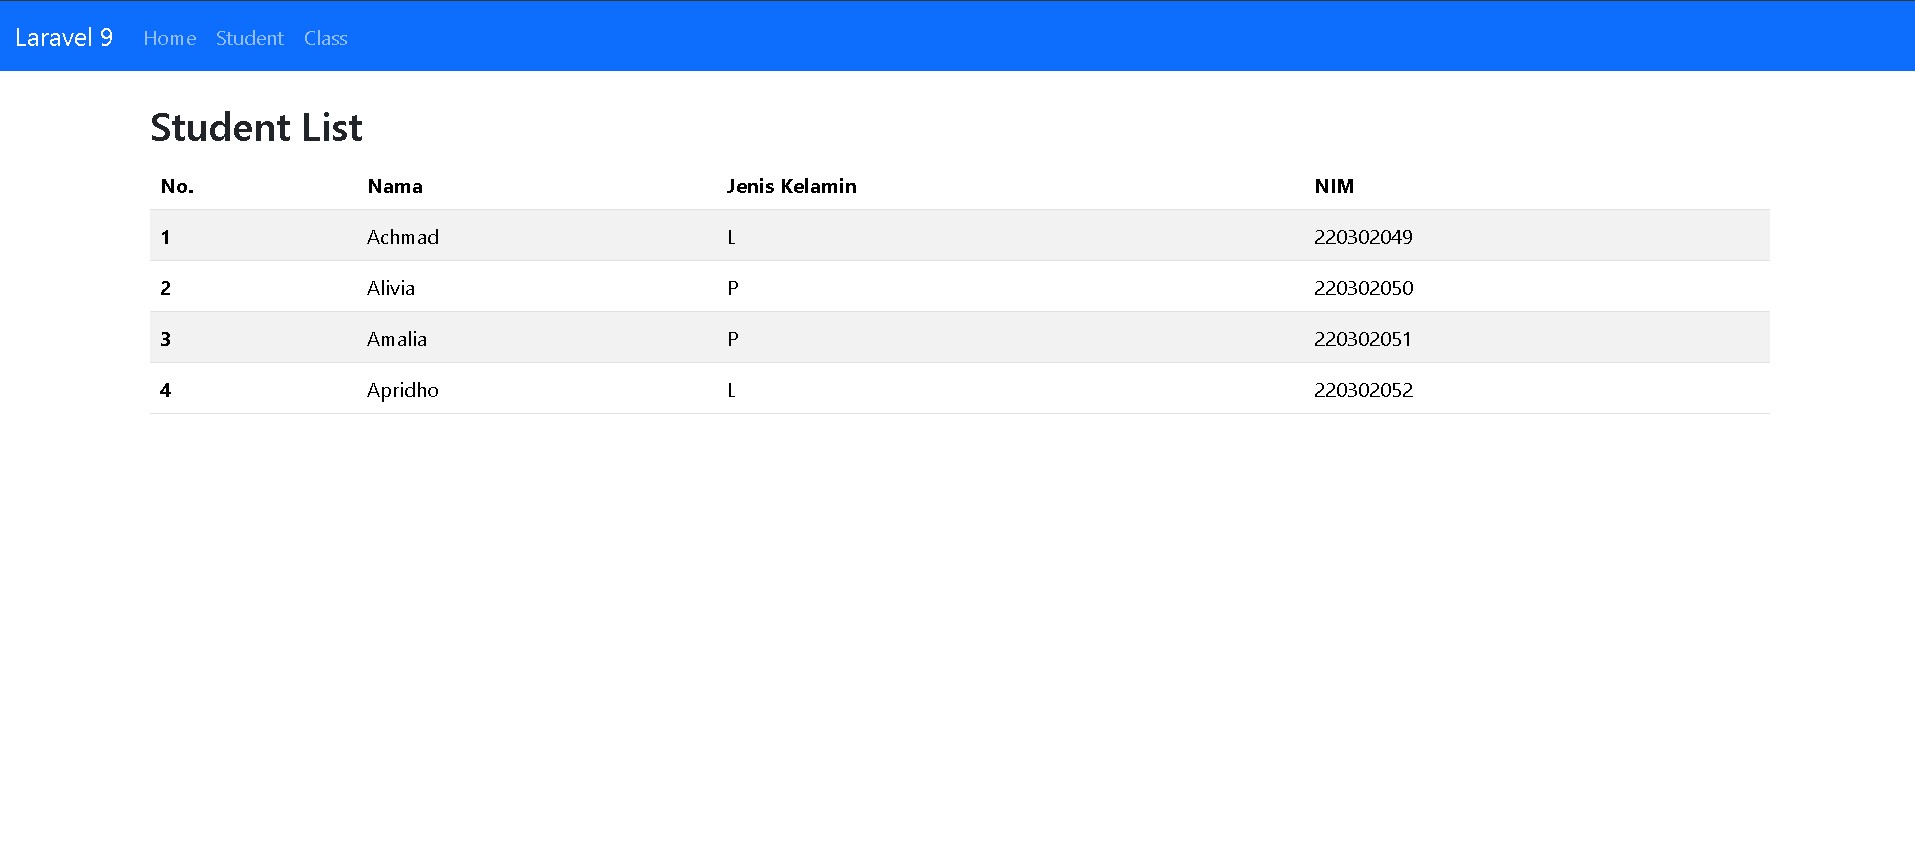 Laravel 9 Home Student Class
Student List
No. Nama Jenis Kelamin NIM
1 Achmad L 220302049
2 Alivia P 220302050
3 Amalia P 220302051
4 Apridho L 220302052